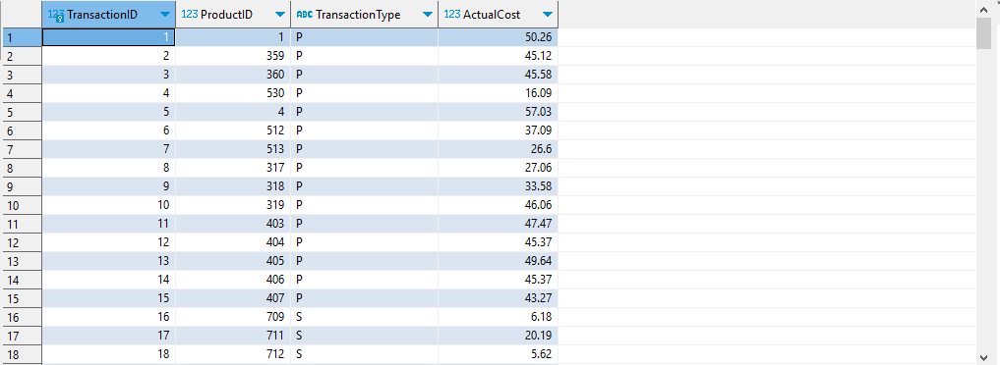 123 TransactionID 123 ProductID ABC TransactionType 123 ActualCost
1 1 1 P 50.26
2 2 359 P 45.12
3 3 360 P 45.58
4 4 530 P 16.09
5 5 4 P 57.03
6 6 512 P 37.09
7 7 513 P 26.6
8 8 317 P 27.06
9 9 318 P 33.58
10 10 319 P 46.06
11 11 403 P 47.47
12 12 404 P 45.37
13 13 405 P 49.64
14 14 406 P 45.37
15 15 407 P 43.27
16 16 709 S 6.18
17 17 711 S 20.19
18 18 712 S 5.62